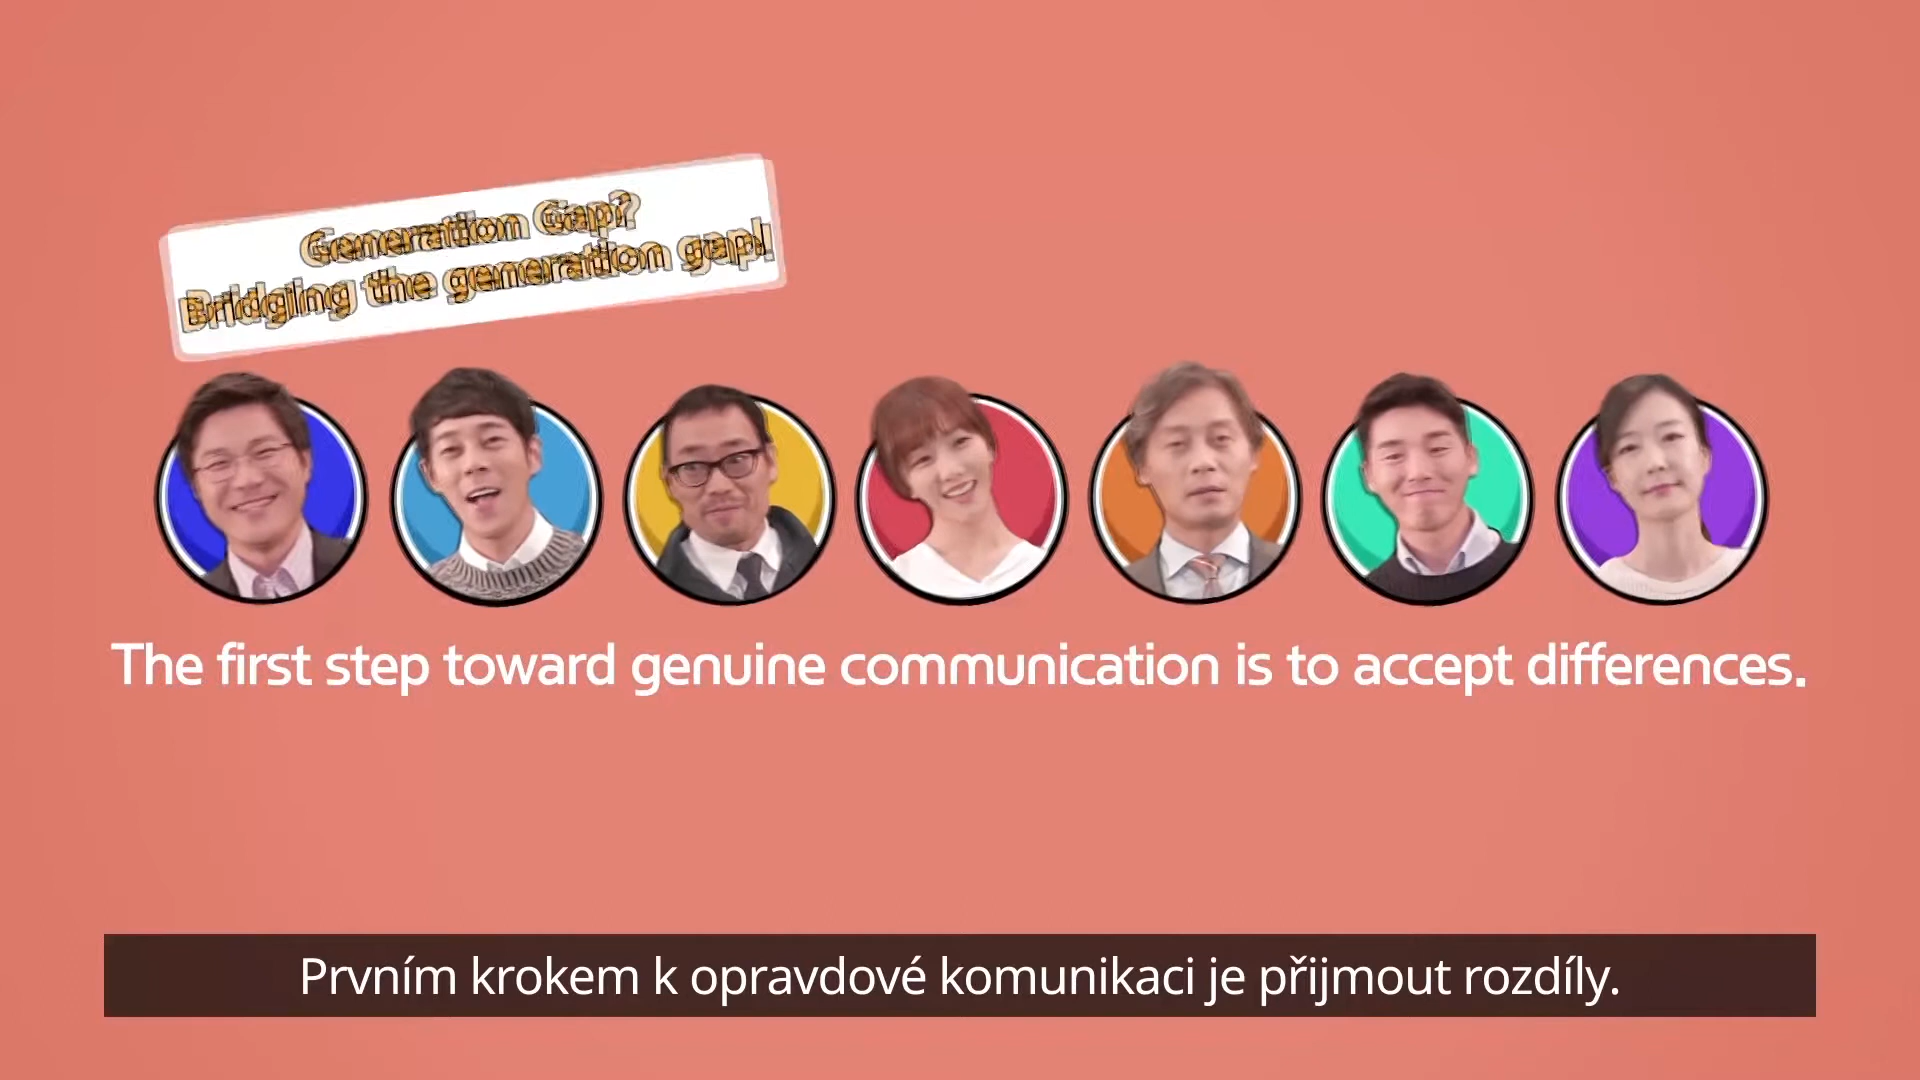 Generation Gap?
Bridging the generation gap!
The first step toward genuine communication is to accept differences.
Prvním krokem k opravdové komunikaci je přijmout rozdíly.